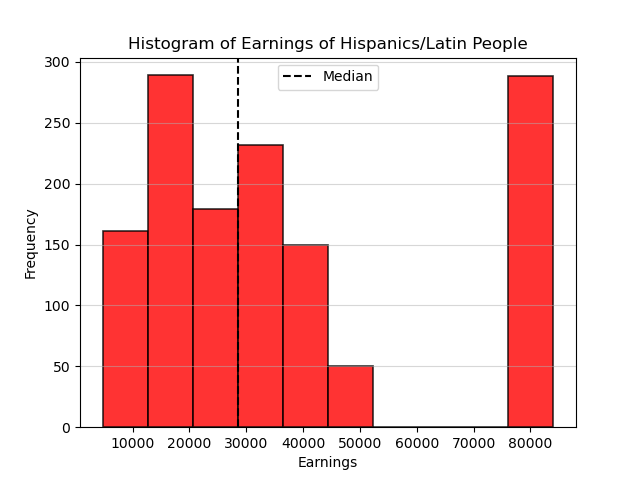 Histogram of Earnings of Hispanics/Latin People
Median
Frequency
300
250
200
150
100
50
0
10000 20000 30000 40000 50000 60000 70000 80000
Earnings